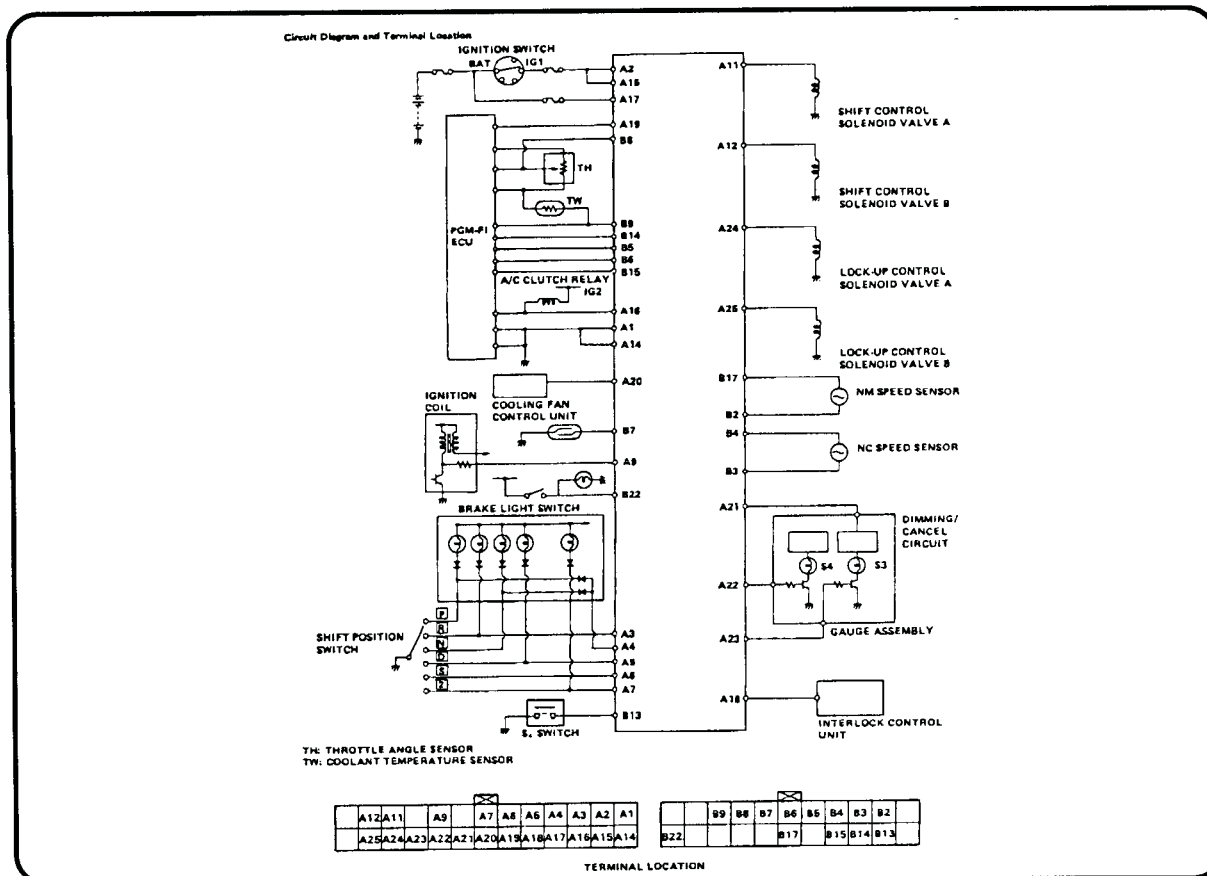 Circuit Diagram and Terminal Location
IGNITION SWITCH
BAT
IG1
A2
A15
A17
A19
B8
TH
TW
PGM-FI
ECU
B9
B14
B5
B6
B15
A/C CLUTCH RELAY
IG2
A16
A1
A14
A20
COOLING FAN
CONTROL UNIT
IGNITION
COIL
B7
A9
B22
BRAKE LIGHT SWITCH
P
R
N
D
S
2
SHIFT POSITION
SWITCH
A3
A4
A5
A6
A7
B13
S. SWITCH
A11
SHIFT CONTROL
SOLENOID VALVE A
A12
SHIFT CONTROL
SOLENOID VALVE B
A24
LOCK-UP CONTROL
SOLENOID VALVE A
A25
LOCK-UP CONTROL
SOLENOID VALVE B
B17
NM SPEED SENSOR
B2
B4
NC SPEED SENSOR
B3
A21
DIMMING/
CANCEL
CIRCUIT
S4
S3
A22
GAUGE ASSEMBLY
A23
A18
INTERLOCK CONTROL
UNIT
TH: THROTTLE ANGLE SENSOR
TW: COOLANT TEMPERATURE SENSOR
A12 A11 A9 A7 A6 A5 A4 A3 A2 A1
A25 A24 A23 A22 A21 A20 A19 A18 A17 A16 A15 A14
B9 B8 B7 B6 B5 B4 B3 B2
B22 B17 B15 B14 B13
TERMINAL LOCATION